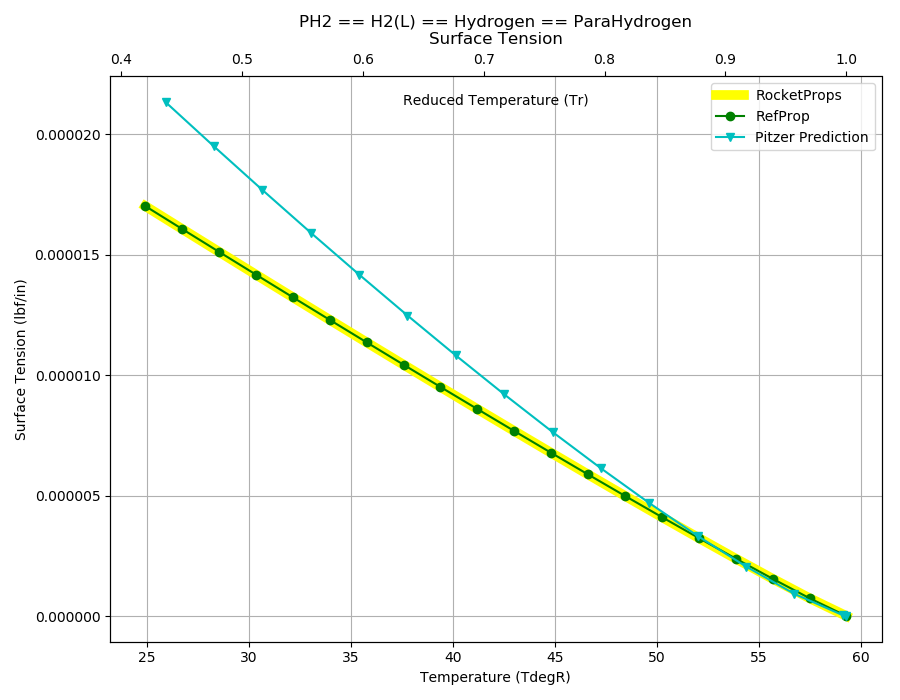 PH2 == H2(L) == Hydrogen == ParaHydrogen
Surface Tension
0.4 0.5 0.6 0.7 0.8 0.9 1.0
Reduced Temperature (Tr)
RocketProps
RefProp
Pitzer Prediction
Surface Tension (lbf/in)
0.000020
0.000015
0.000010
0.000005
0.000000
25 30 35 40 45 50 55 60
Temperature (TdegR)